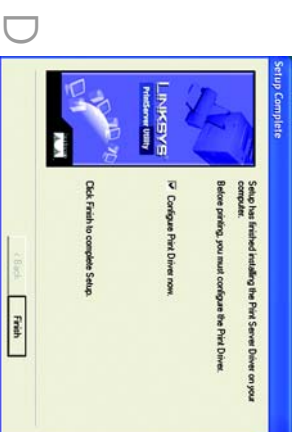 Setup Complete
LINKSYS®
PrintServer Utility
Setup has finished installing the Print Server Driver on your
computer.
Before printing, you must configure the Print Driver.
Configure Print Driver now.
Click Finish to complete Setup.
< Back
Finish
D